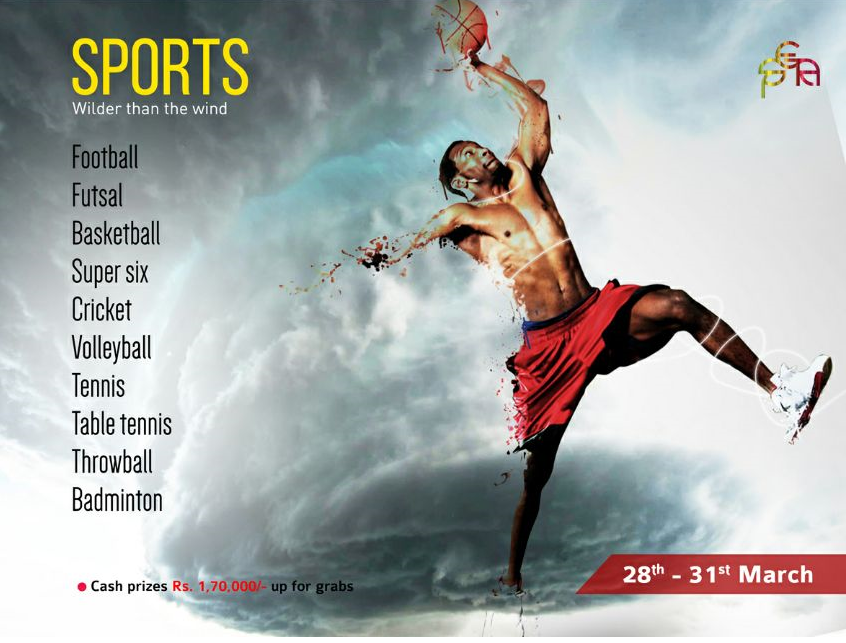 SPORTS
Wilder than the wind
Football
Futsal
Basketball
Super six
Cricket
Volleyball
Tennis
Table tennis
Throwball
Badminton
Cash prizes Rs. 1,70,000/- up for grabs
28th - 31st March